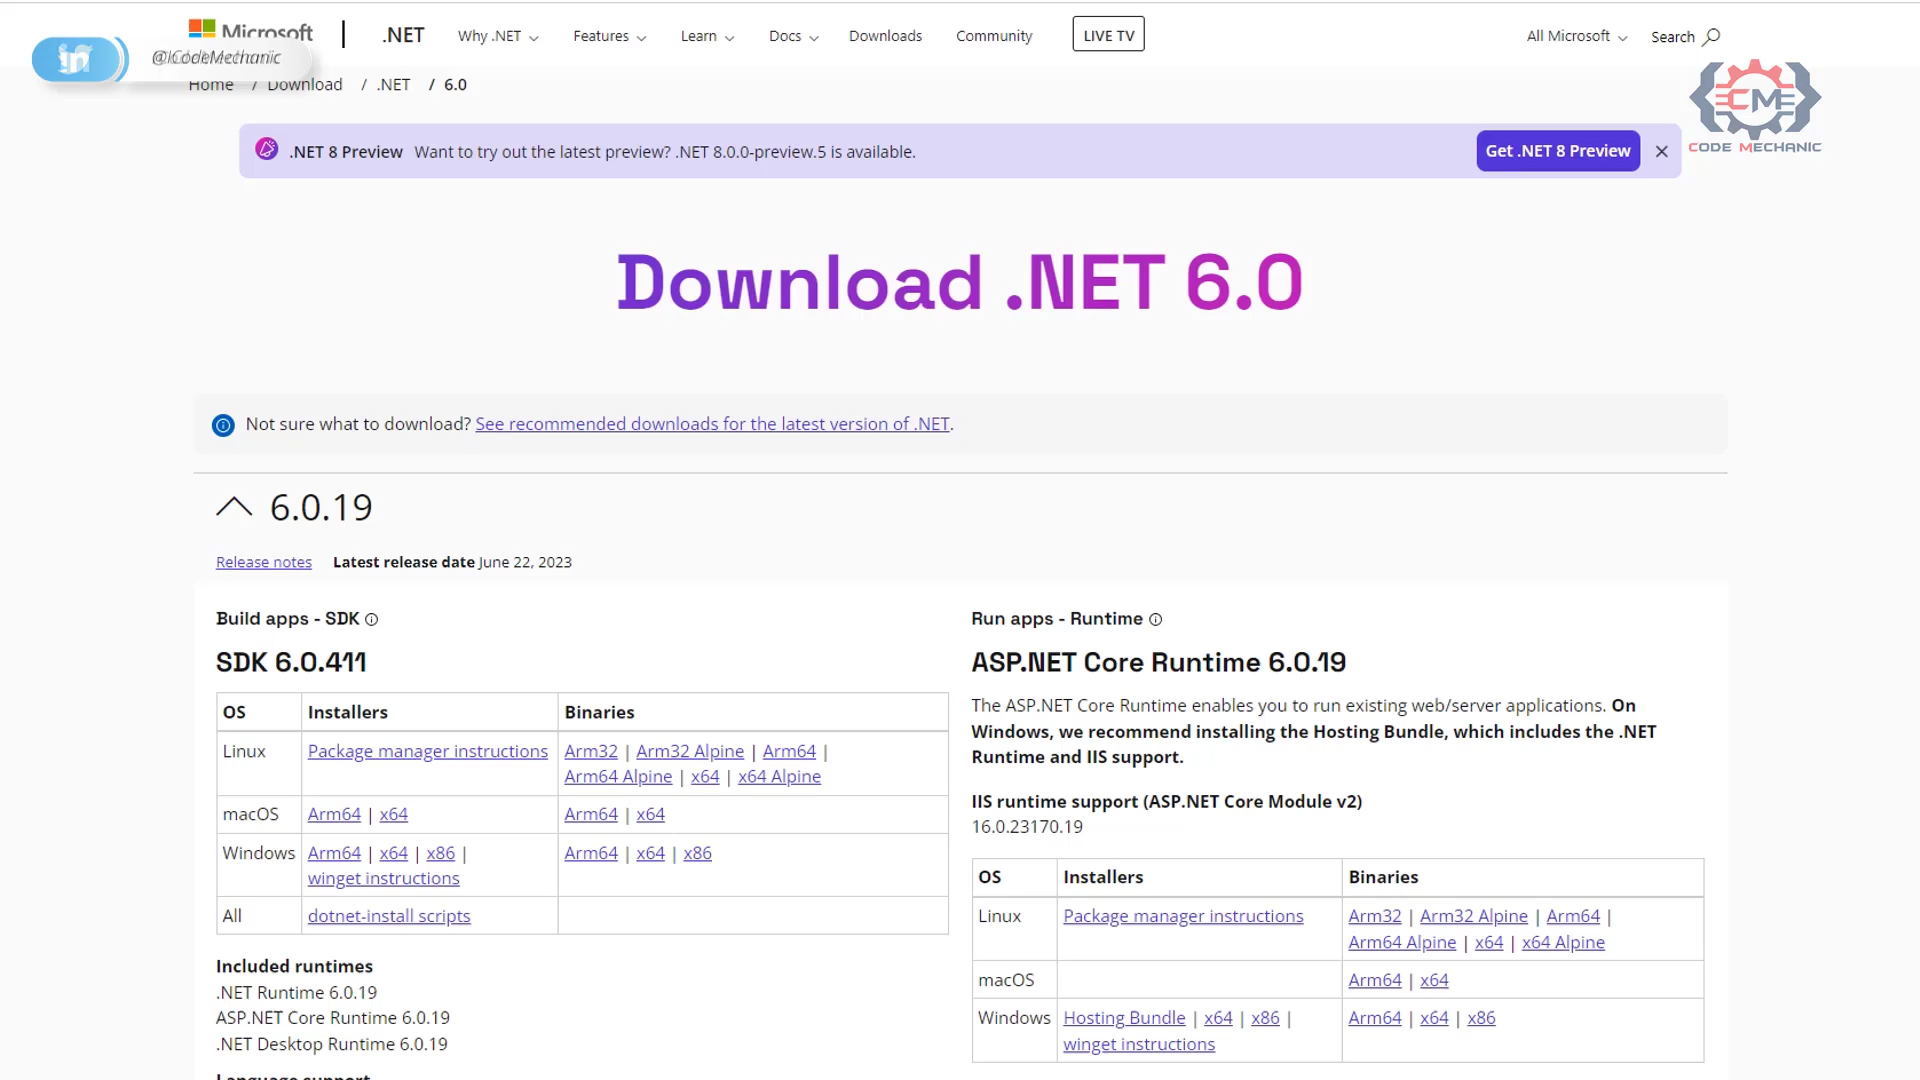 Microsoft
.NET
Why .NET
Features
Learn
Docs
Downloads
Community
LIVE TV
All Microsoft
Search
in
@ICodeMechanic
CODE MECHANIC
Home / Download / .NET / 6.0
.NET 8 Preview Want to try out the latest preview? .NET 8.0.0-preview.5 is available.
Get .NET 8 Preview
Download .NET 6.0
Not sure what to download? See recommended downloads for the latest version of .NET.
6.0.19
Release notes Latest release date June 22, 2023
Build apps - SDK
SDK 6.0.411
OS Installers Binaries
Linux Package manager instructions Arm32 | Arm32 Alpine | Arm64 |
Arm64 Alpine | x64 | x64 Alpine
macOS Arm64 | x64 Arm64 | x64
Windows Arm64 | x64 | x86 | Arm64 | x64 | x86
winget instructions
All dotnet-install scripts
Included runtimes
.NET Runtime 6.0.19
ASP.NET Core Runtime 6.0.19
.NET Desktop Runtime 6.0.19
Language support
Run apps - Runtime
ASP.NET Core Runtime 6.0.19
The ASP.NET Core Runtime enables you to run existing web/server applications. On
Windows, we recommend installing the Hosting Bundle, which includes the .NET
Runtime and IIS support.
IIS runtime support (ASP.NET Core Module v2)
16.0.23170.19
OS Installers Binaries
Linux Package manager instructions Arm32 | Arm32 Alpine | Arm64 |
Arm64 Alpine | x64 | x64 Alpine
macOS Arm64 | x64
Windows Hosting Bundle | x64 | x86 | Arm64 | x64 | x86
winget instructions